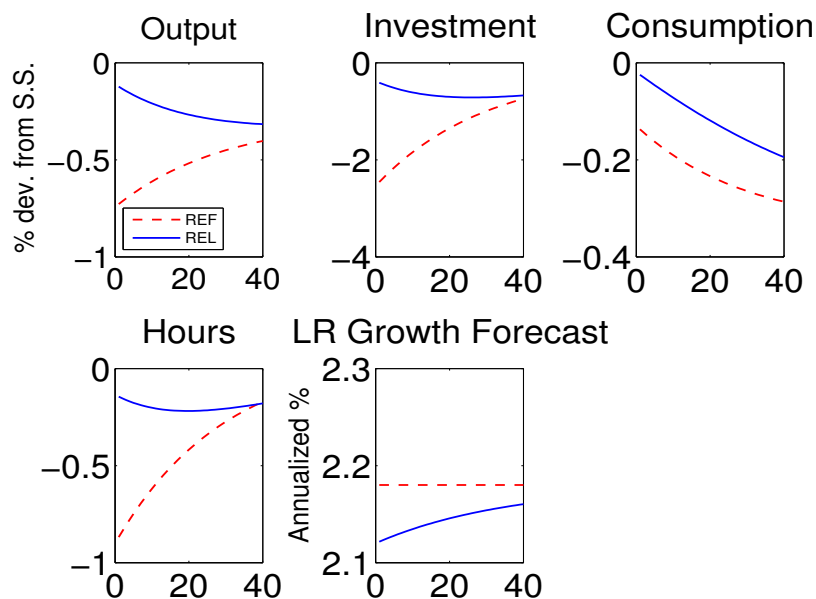 Output
Investment
Consumption
% dev. from S.S.
0
−0.5
−1
REF
REL
0 20 40
0
−2
−4
0 20 40
0
−0.2
−0.4
0 20 40
Hours
LR Growth Forecast
0
−0.5
−1
0 20 40
Annualized %
2.3
2.2
2.1
0 20 40